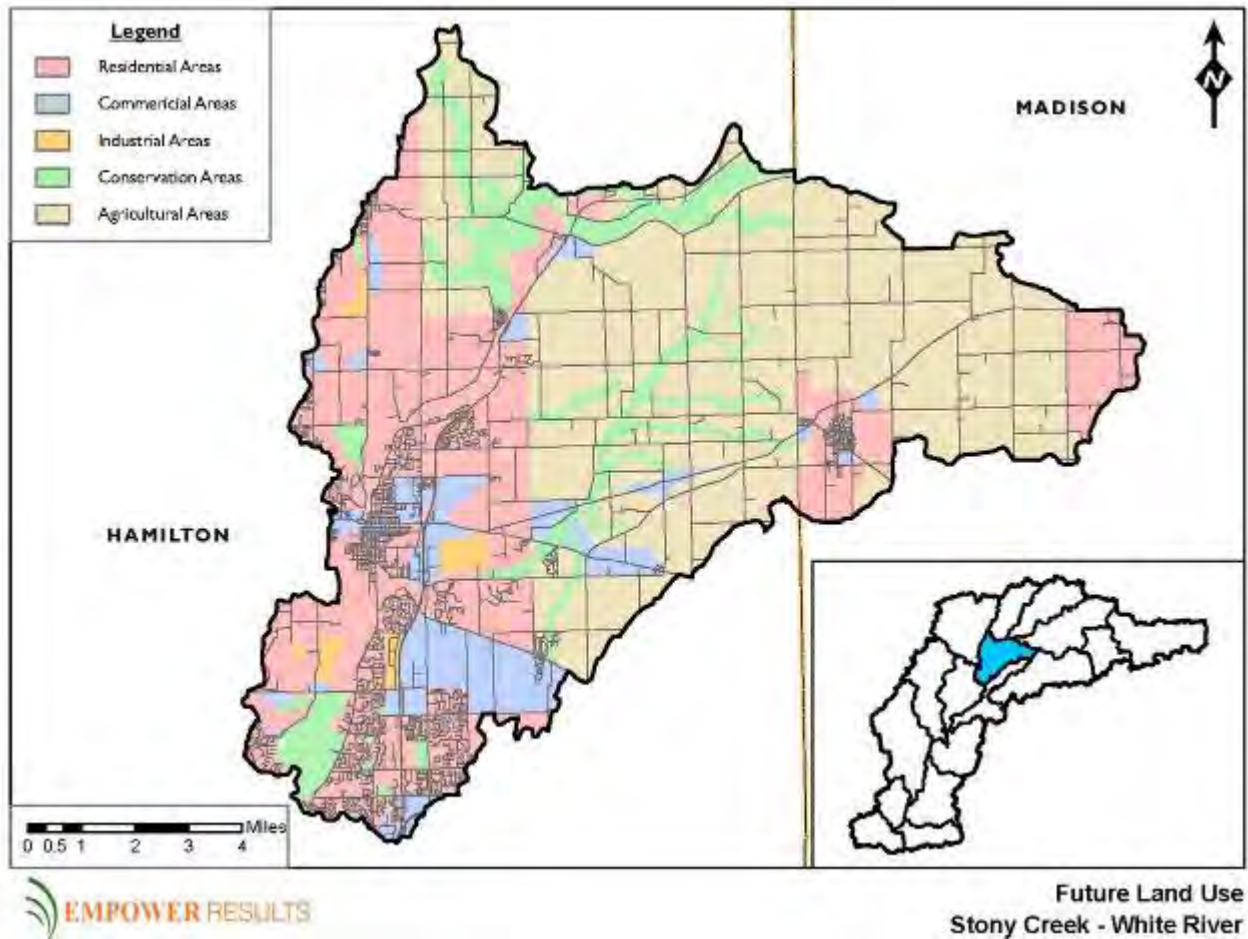 Legend
Residential Areas
Commericial Areas
Industrial Areas
Conservation Areas
Agricultural Areas
MADISON
N
HAMILTON
Miles
0 0.5 1 2 3 4
EMPOWER RESULTS
Future Land Use
Stony Creek - White River